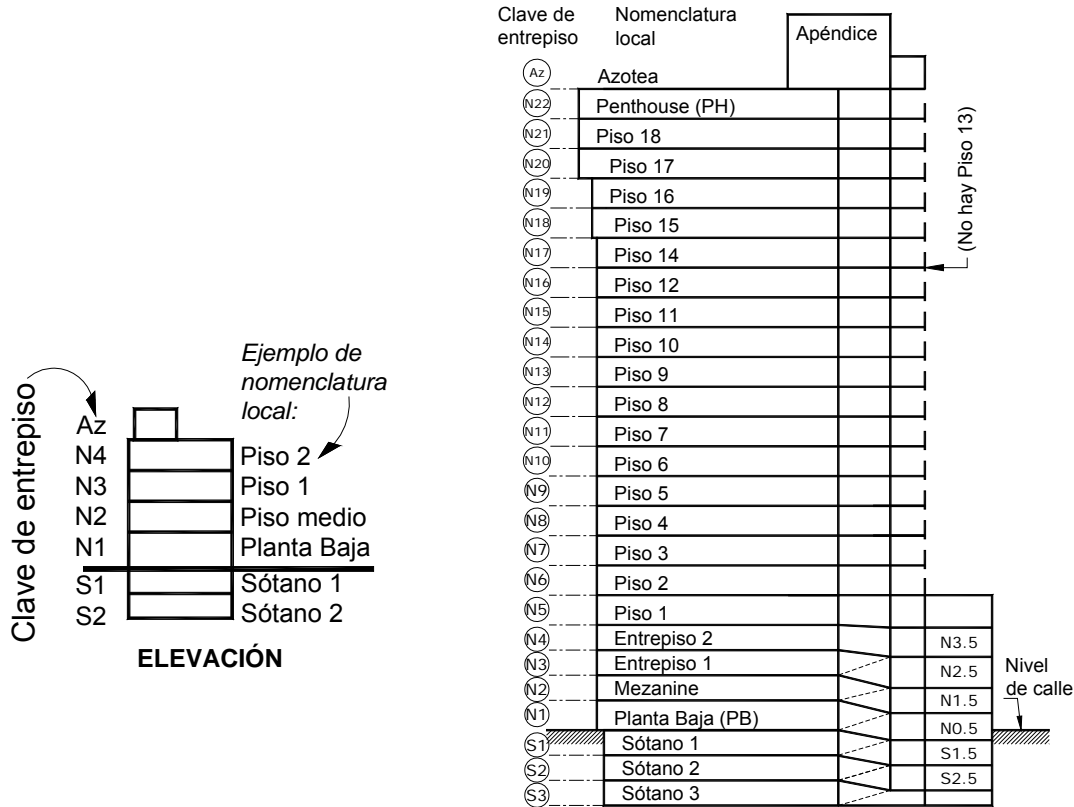 Clave de entrepiso
Ejemplo de
nomenclatura
local:
Az
N4 Piso 2
N3 Piso 1
N2 Piso medio
N1 Planta Baja
S1 Sótano 1
S2 Sótano 2
ELEVACIÓN
Clave de
entrepiso
Nomenclatura
local
Apéndice
Az Azotea
N22 Penthouse (PH)
N21 Piso 18
N20 Piso 17
N19 Piso 16
N18 Piso 15
N17 Piso 14
(No hay Piso 13)
N16 Piso 12
N15 Piso 11
N14 Piso 10
N13 Piso 9
N12 Piso 8
N11 Piso 7
N10 Piso 6
N9 Piso 5
N8 Piso 4
N7 Piso 3
N6 Piso 2
N5 Piso 1
N4 Entrepiso 2
N3.5
N3 Entrepiso 1
N2.5
N2 Mezanine
N1.5
N1 Planta Baja (PB)
N0.5
Nivel
de calle
S1 Sótano 1
S1.5
S2 Sótano 2
S2.5
S3 Sótano 3